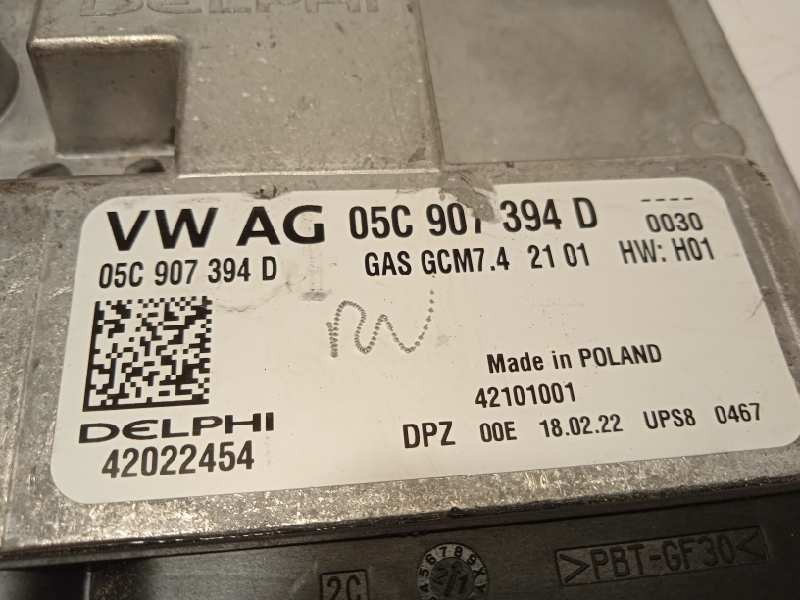 DELPHI
VW AG 05C 907 394 D
----
0030
05C 907 394 D GAS GCM7.4 21 01 HW: H01
Made in POLAND
42101001
DELPHI
42022454
DPZ 00E 18.02.22 UPS8 0467
>PBT-GF30<
2C